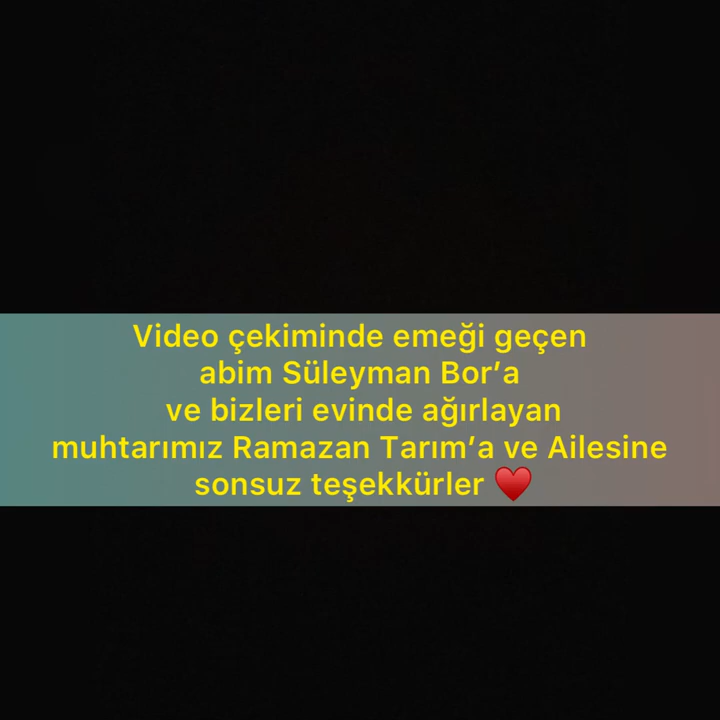 Video çekiminde emeği geçen
abim Süleyman Bor’a
ve bizleri evinde ağırlayan
muhtarımız Ramazan Tarım’a ve Ailesine
sonsuz teşekkürler ♥️